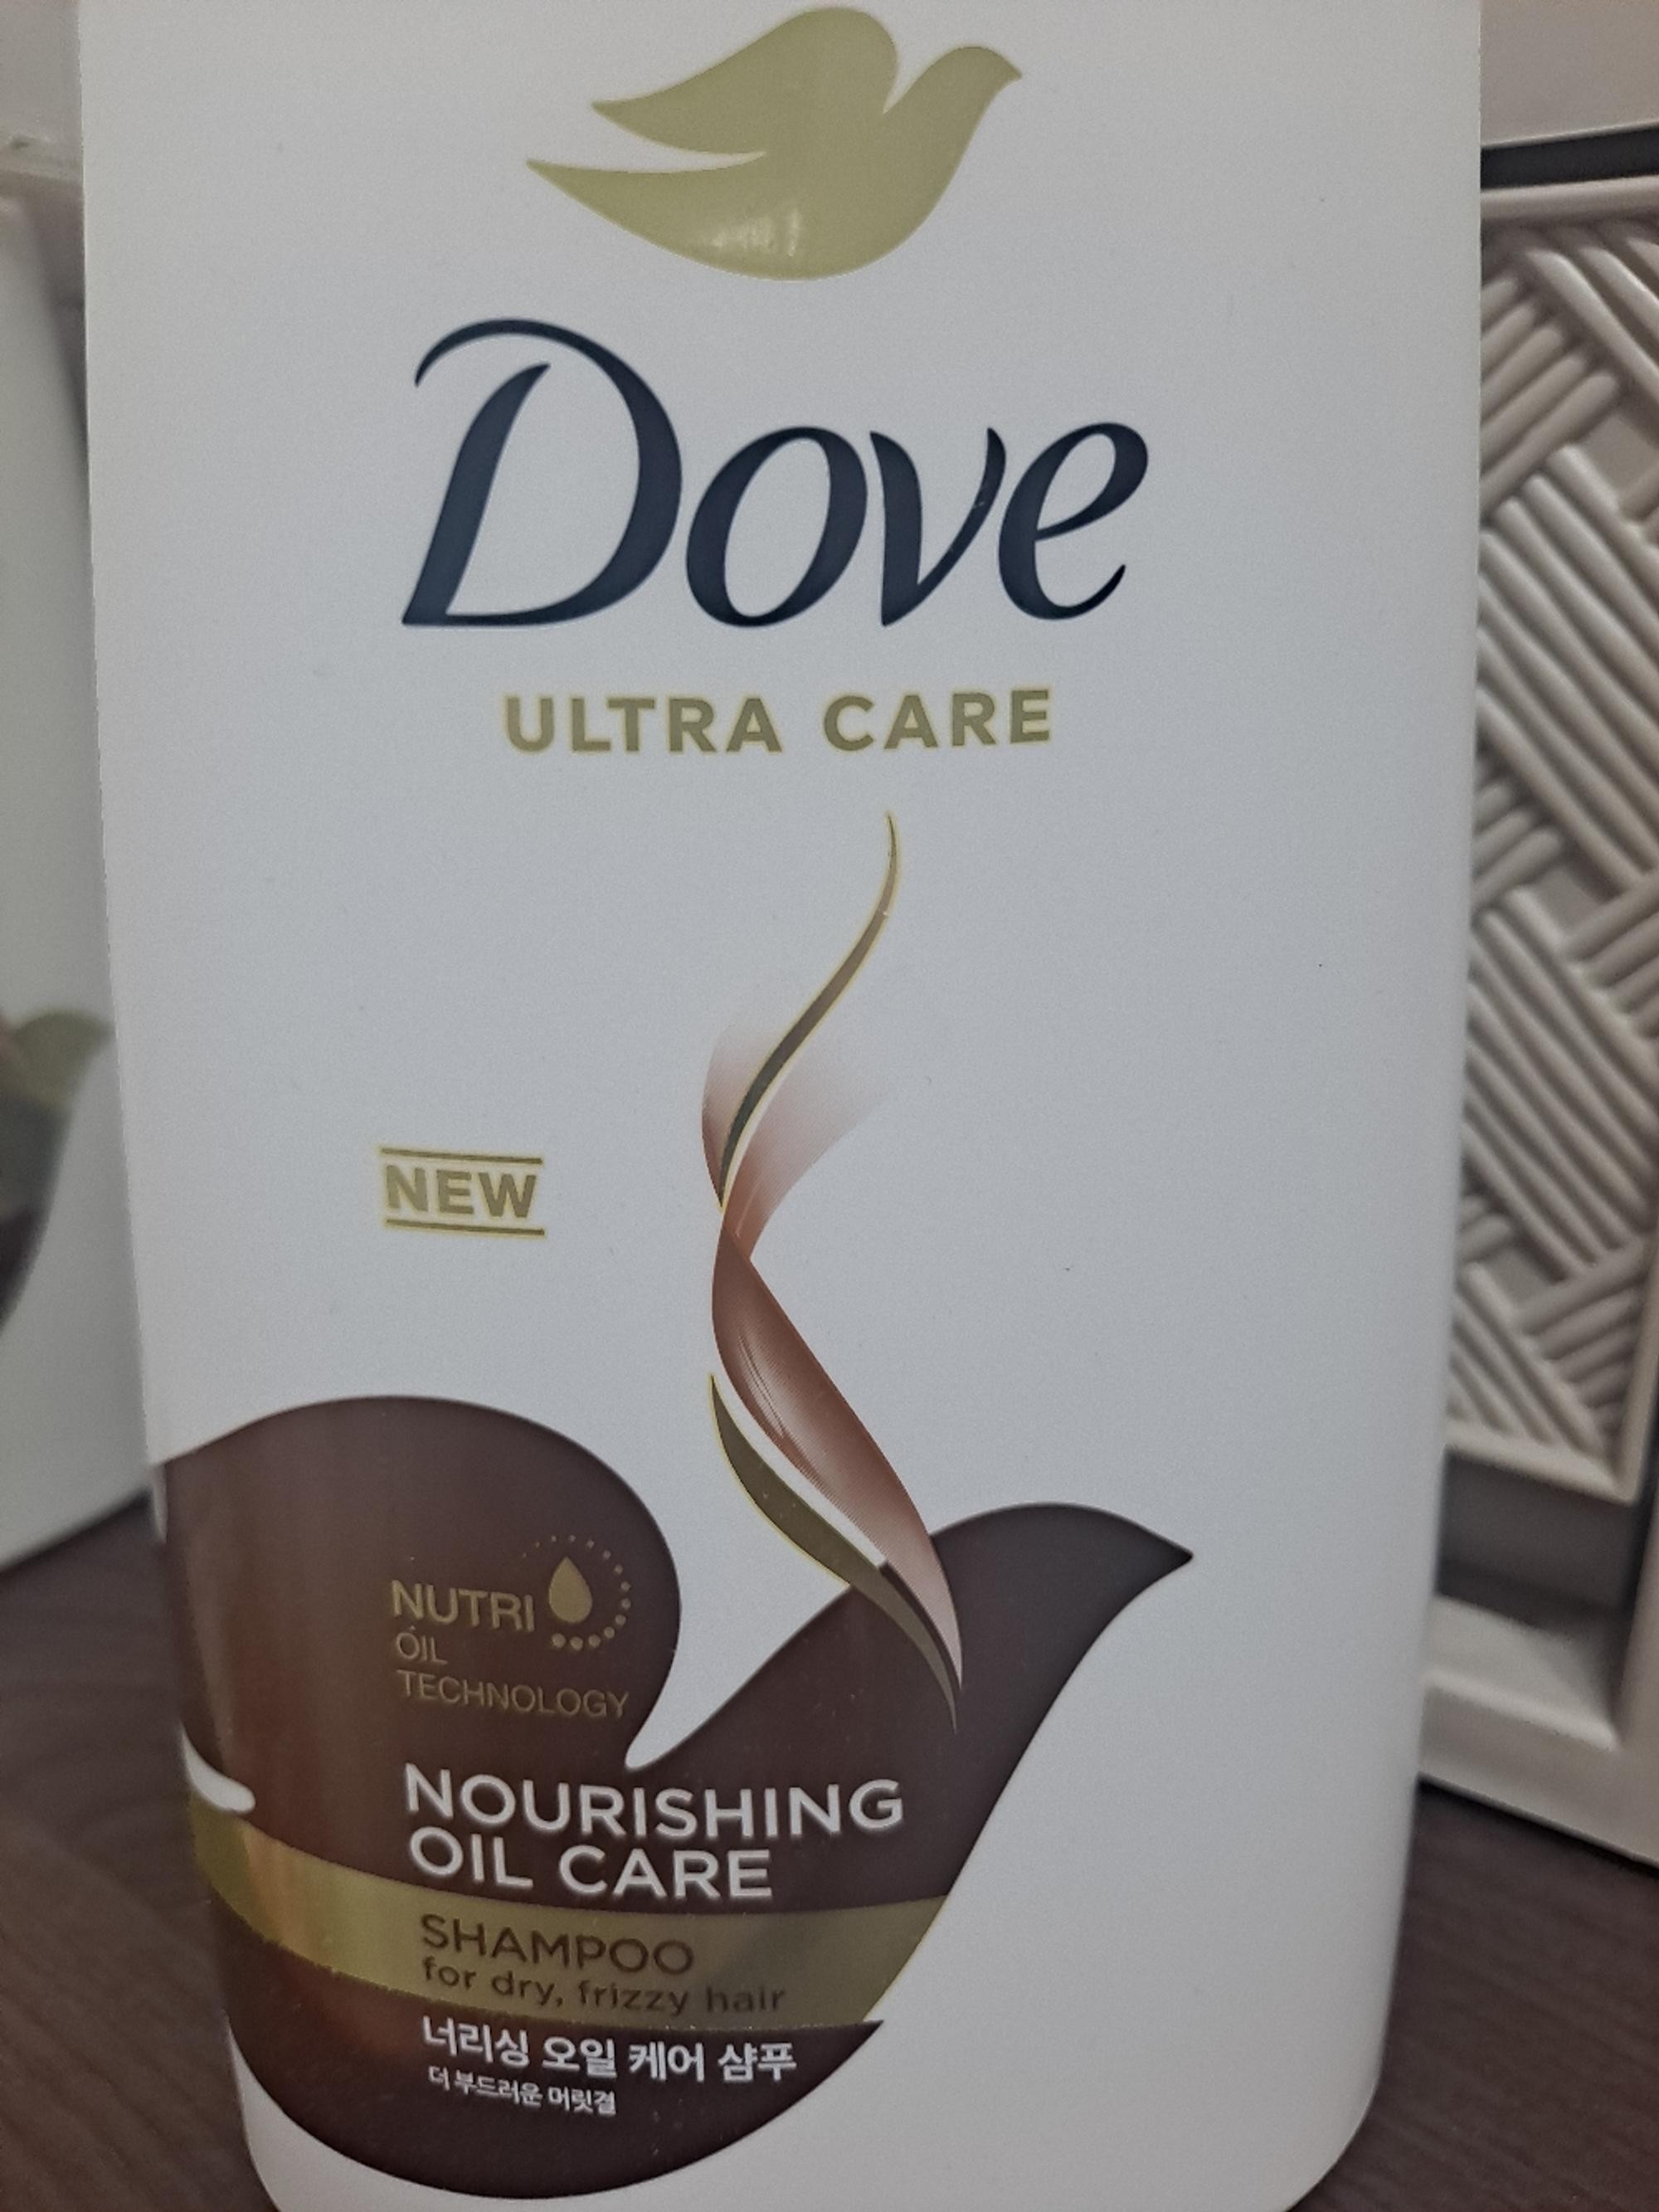 Dove
ULTRA CARE
NEW
NUTRI
OIL
TECHNOLOGY
NOURISHING
OIL CARE
SHAMPOO
for dry, frizzy hair
너리싱 오일 케어 샴푸
더 부드러운 머릿결